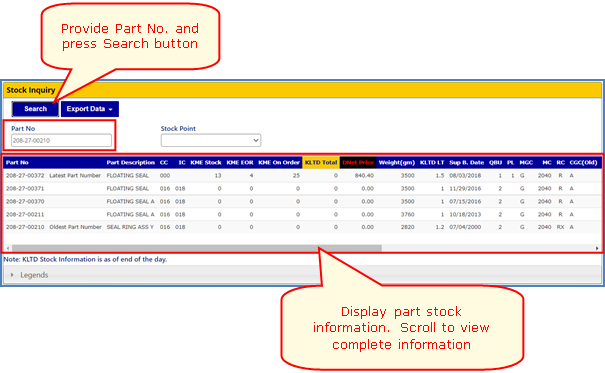 Provide Part No. and
press Search button
Stock Inquiry
Search Export Data
Part No Stock Point
208-27-00210
Part No Part Description CC IC KME Stock KME EOR KME On Order KLTD Total DNet Price Weight(gm) KLTD LT Sup B. Date QBU PL MGC MC RC CGC(Old)
208-27-00372 Latest Part Number FLOATING SEAL 000 13 4 25 0 840.40 3500 1.5 08/03/2018 1 1 G 2040 R A
208-27-00371 FLOATING SEAL 016 018 0 0 0 0 0.00 3500 1 11/29/2016 2 G 2040 R A
208-27-00370 FLOATING SEAL A 016 018 0 0 0 0 0.00 3500 1 07/15/2016 2 G 2040 R A
208-27-00211 FLOATING SEAL A 016 018 0 0 0 0 0.00 3760 1 10/18/2013 2 G 2040 R A
208-27-00210 Oldest Part Number SEAL RING ASS Y 016 018 0 0 0 0 0.00 2820 1.2 07/04/2000 2 G 2040 RX A
Note: KLTD Stock Information is as of end of the day.
Legends
Display part stock
information. Scroll to view
complete information